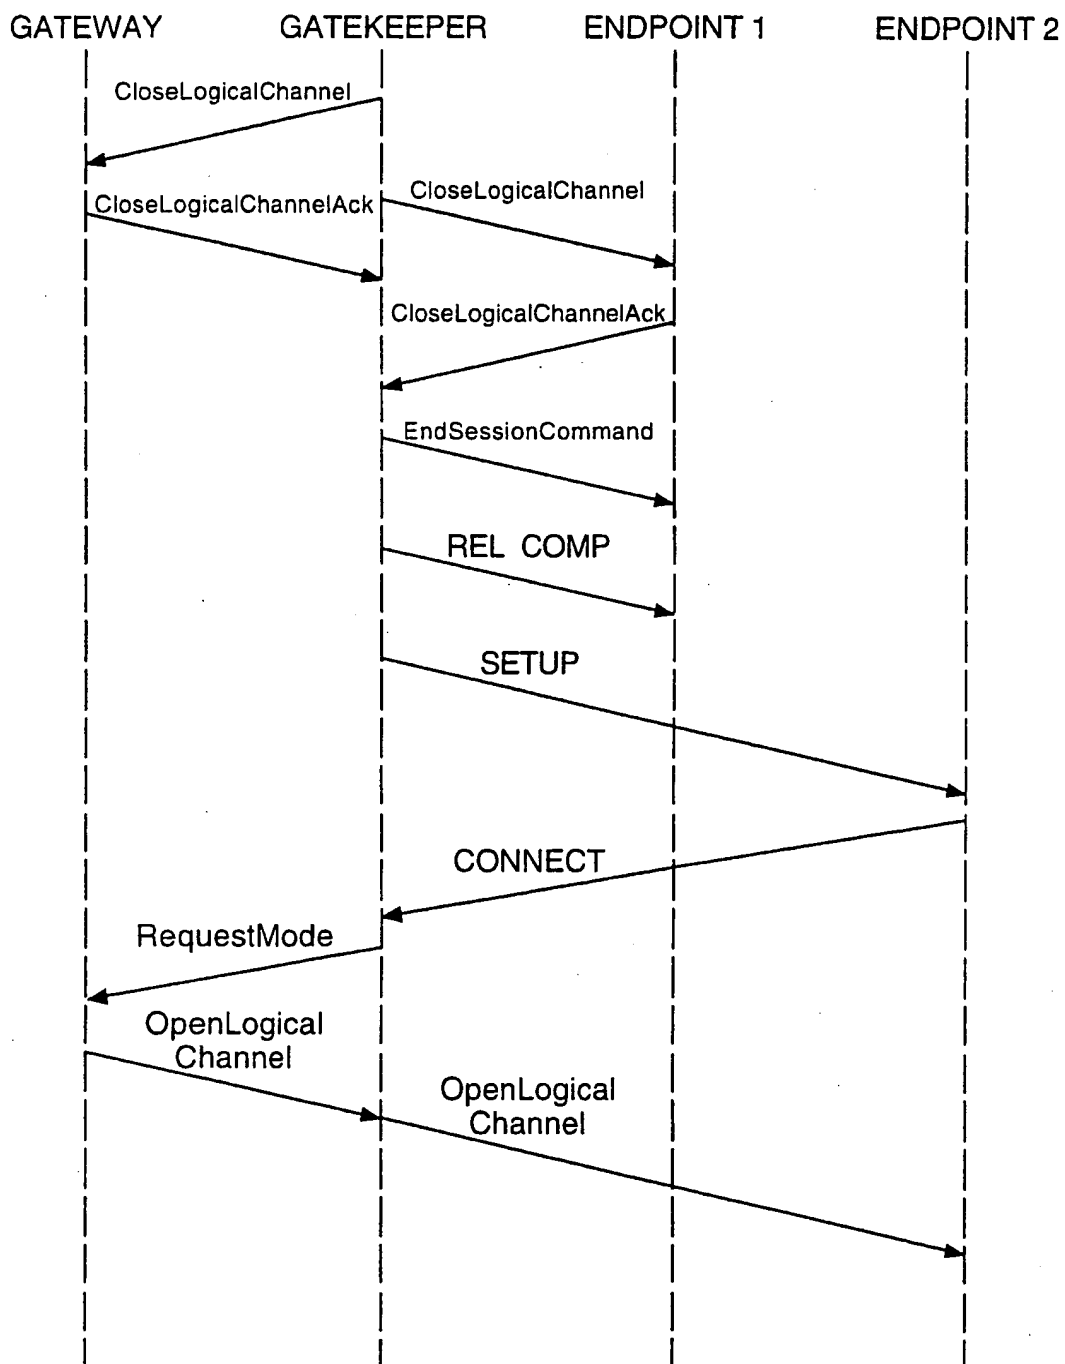 GATEWAY GATEKEEPER ENDPOINT 1 ENDPOINT 2
CloseLogicalChannel
CloseLogicalChannelAck
CloseLogicalChannel
CloseLogicalChannelAck
EndSessionCommand
REL COMP
SETUP
CONNECT
RequestMode
OpenLogical
Channel
OpenLogical
Channel